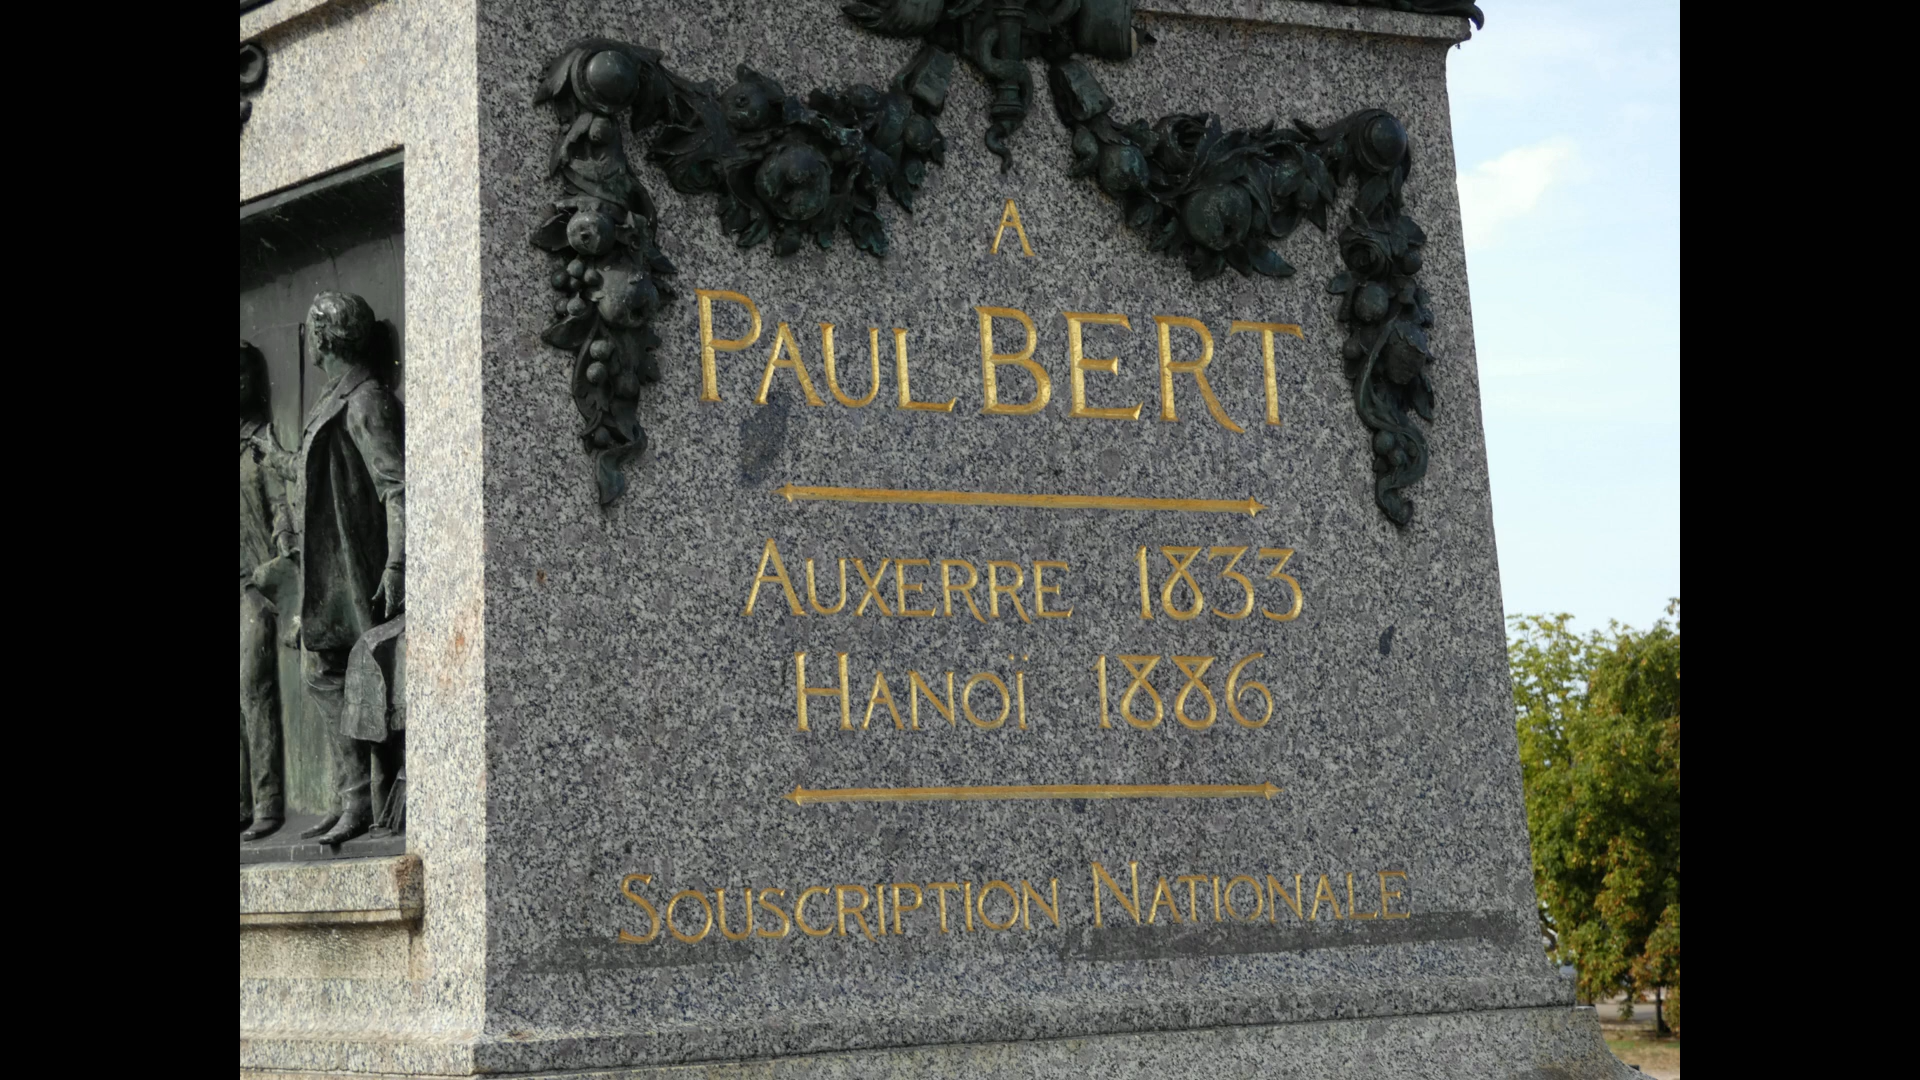 A
PAUL BERT
AUXERRE 1833
HANOÏ 1886
SOUSCRIPTION NATIONALE